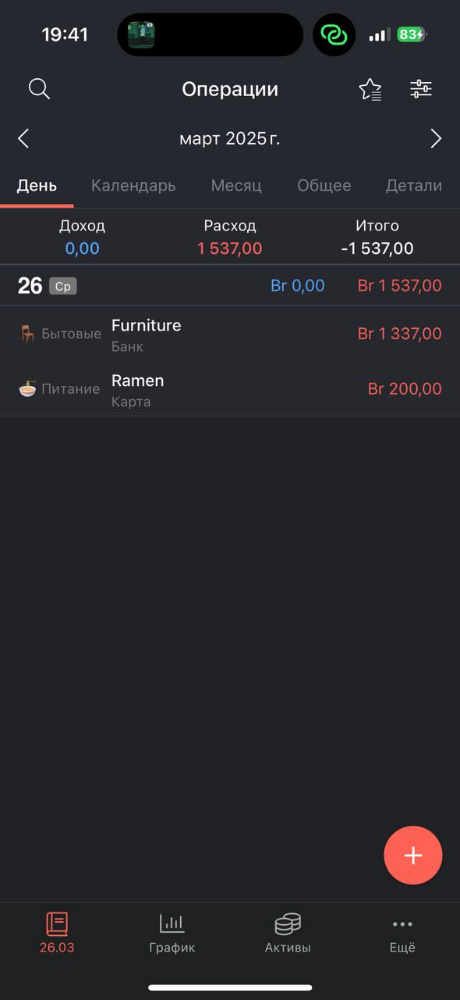 19:41
83
Операции
март 2025 г.
День Календарь Месяц Общее Детали
Доход Расход Итого
0,00 1 537,00 -1 537,00
26 Ср Br 0,00 Br 1 537,00
Бытовые Furniture Br 1 337,00
Банк
Питание Ramen Br 200,00
Карта
26.03 График Активы Ещё